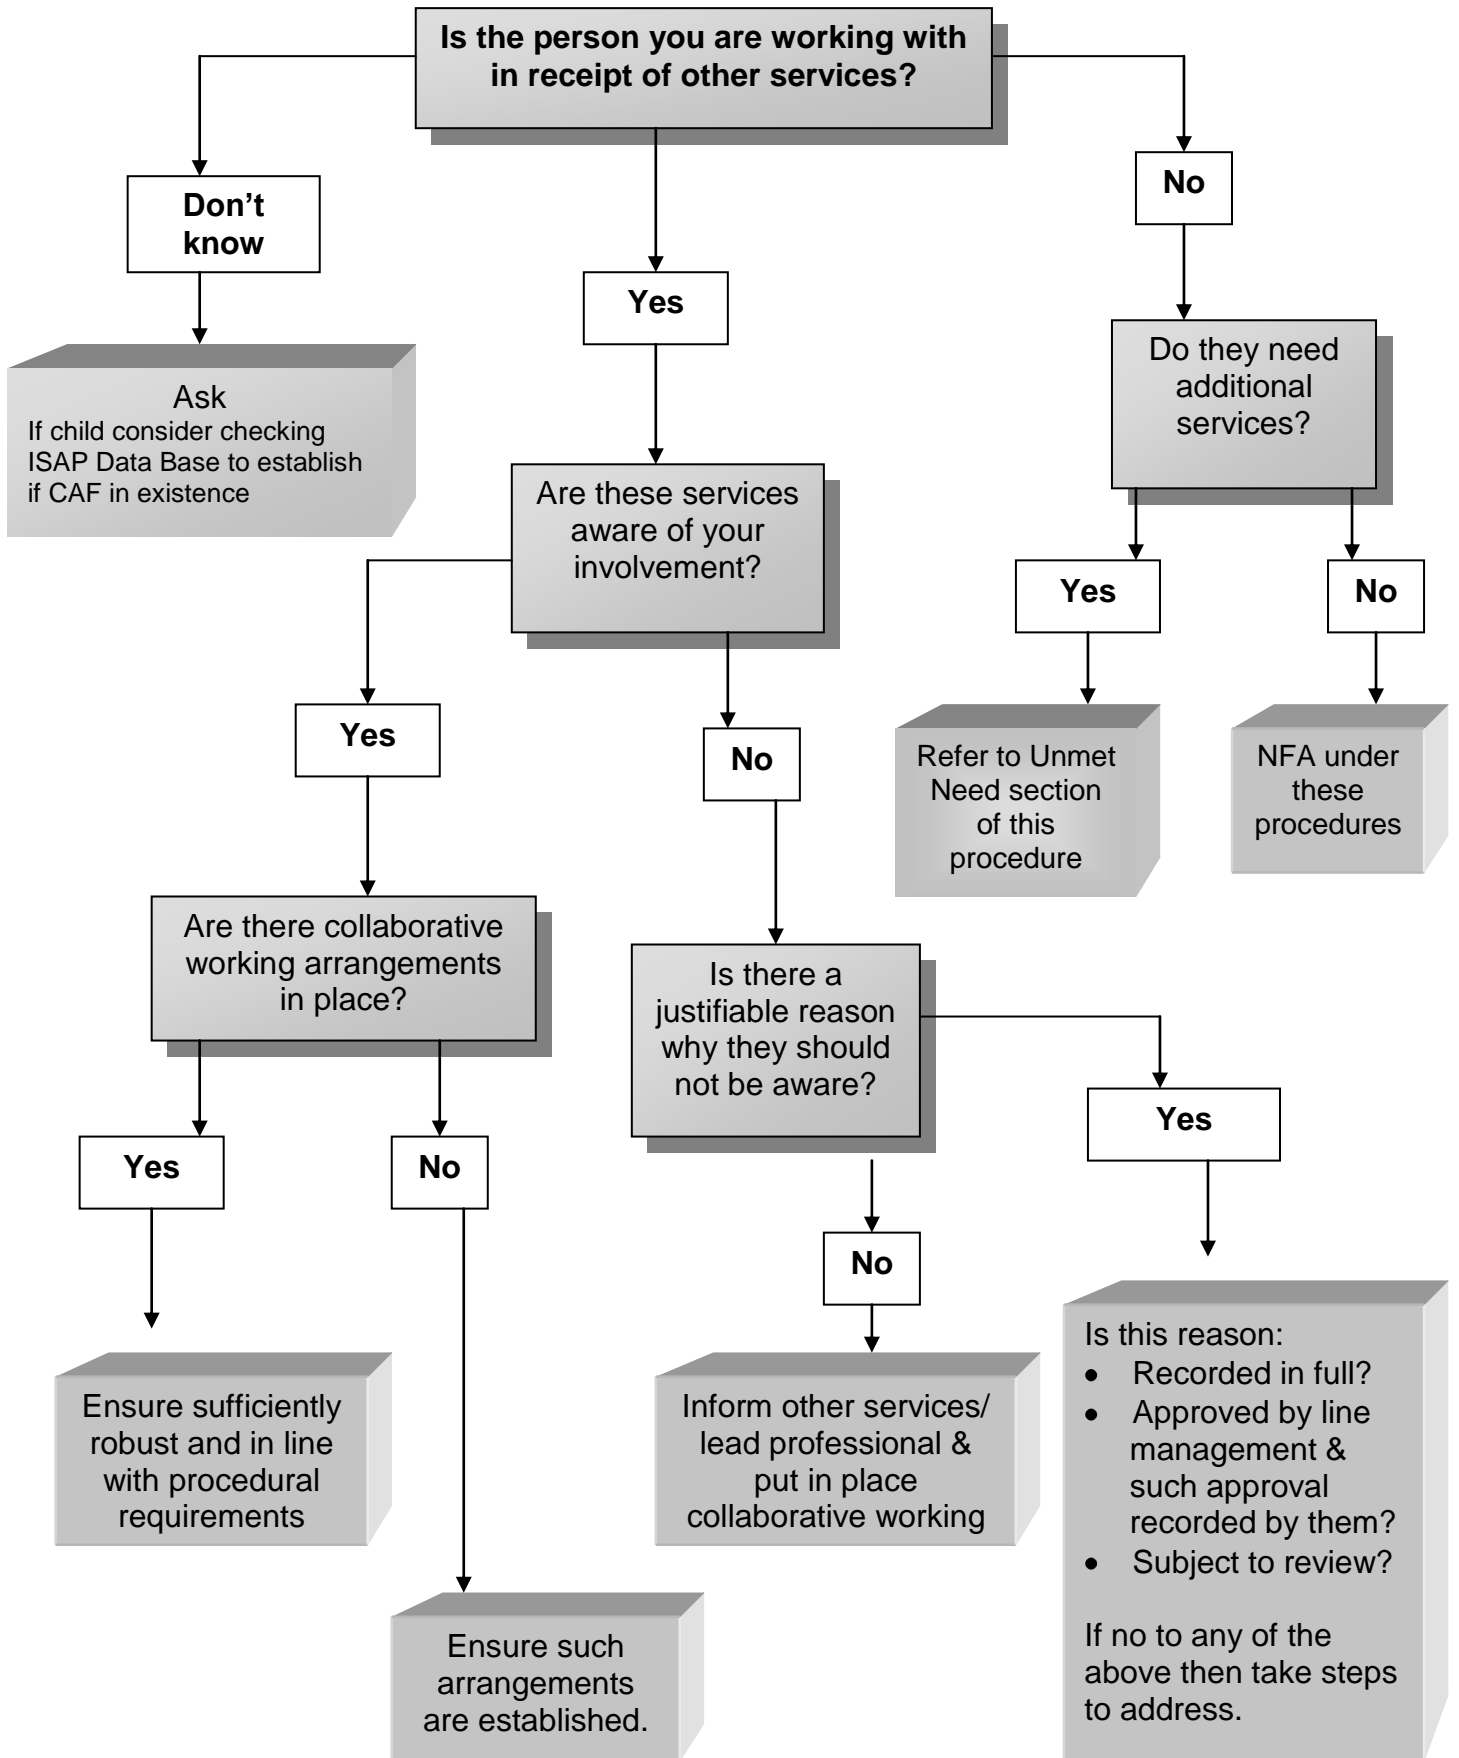 Is the person you are working with
in receipt of other services?
Don't
know
No
Yes
Do they need
additional
services?
Ask
If child consider checking
ISAP Data Base to establish
if CAF in existence
Are these services
aware of your
involvement?
Yes
No
Yes
No
Refer to Unmet
Need section
of this
procedure
NFA under
these
procedures
Are there collaborative
working arrangements
in place?
Is there a
justifiable reason
why they should
not be aware?
Yes
Yes
No
No
Is this reason:
• Recorded in full?
• Approved by line
management &
such approval
recorded by them?
• Subject to review?
If no to any of the
above then take steps
to address.
Ensure sufficiently
robust and in line
with procedural
requirements
Inform other services/
lead professional &
put in place
collaborative working
Ensure such
arrangements
are established.